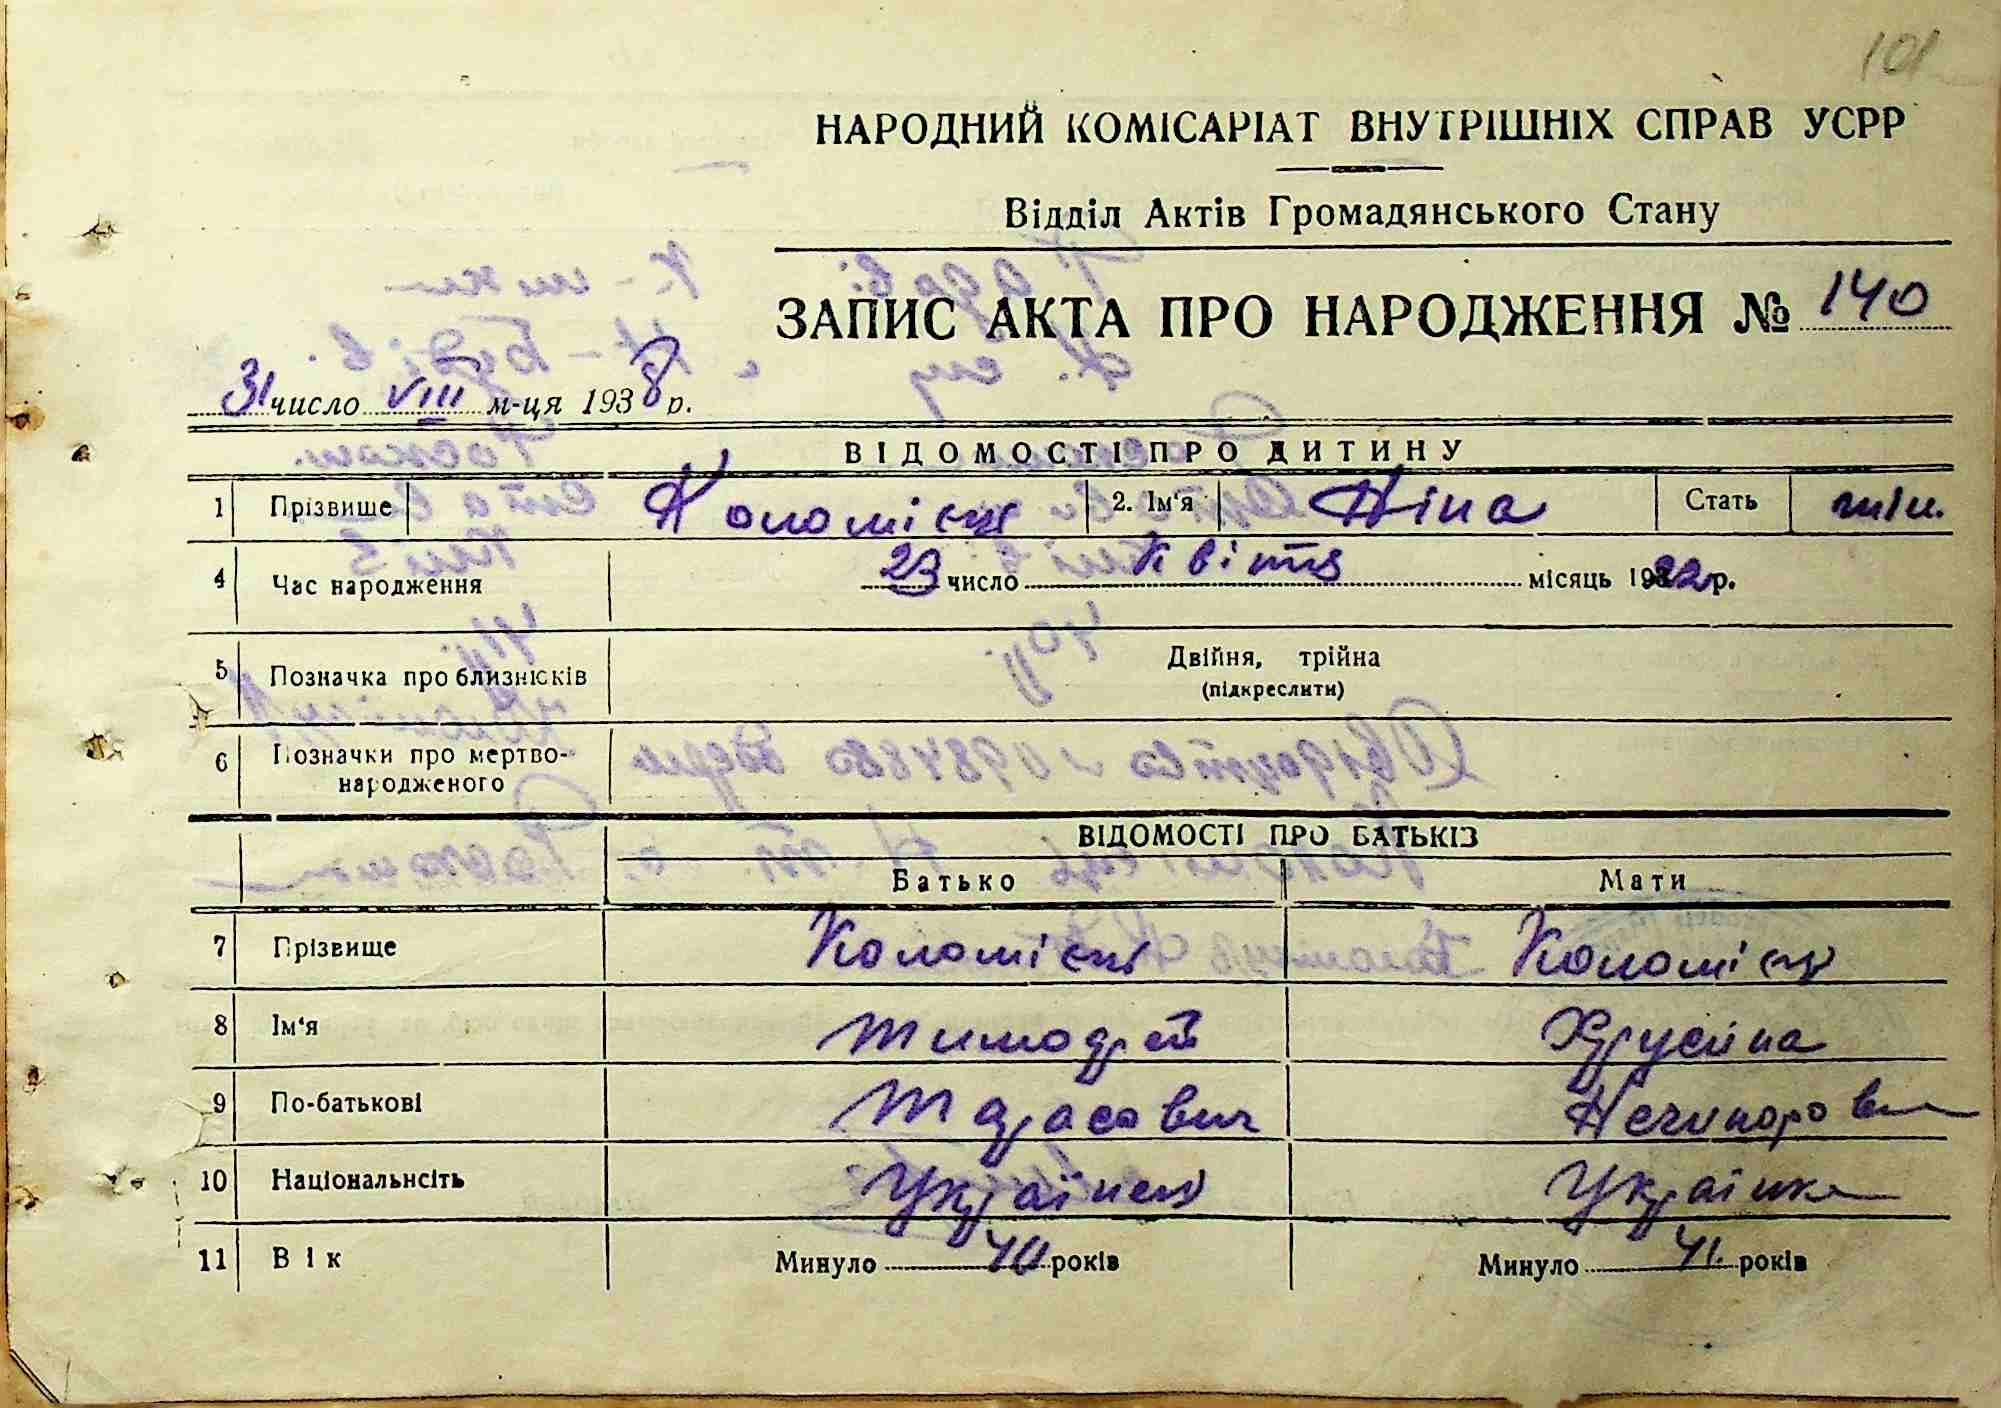 101
НАРОДНИЙ КОМІСАРІАТ ВНУТРІШНІХ СПРАВ УСРР
Відділ Актів Громадянського Стану
ЗАПИС АКТА ПРО НАРОДЖЕННЯ № 140
31 число VIII м-ця 1938 р.
ВІДОМОСТІ ПРО ДИТИНУ
1 Прізвище Коломієць 2. Ім'я Ніна Стать жін.
4 Час народження 23 число Квітня місяць 1922 р.
5 Позначка про близнюків Двійня, трійна
(підкреслити)
6 Позначки про мертво-
народженого
ВІДОМОСТІ ПРО БАТЬКІВ
Батько Мати
7 Прізвище Коломієць Коломієць
8 Ім'я Тимофей
9 По-батькові Тарасович Нечипоровн
10 Національність Українець Українка
11 Вік Минуло 40 років Минуло 41. років